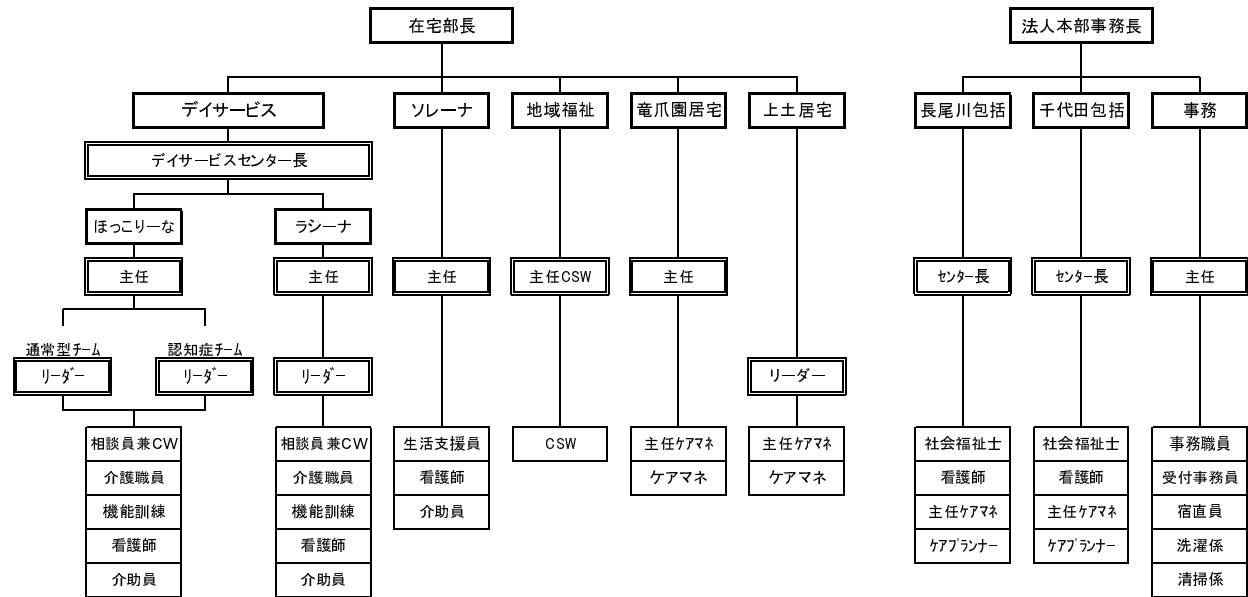 在宅部長
法人本部事務長
デイサービス
ソレーナ
地域福祉
竜爪園居宅
上土居宅
長尾川包括
千代田包括
事務
デイサービスセンター長
ほっこりーな
ラシーナ
主任
主任
主任
主任CSW
主任
ｾﾝﾀｰ長
ｾﾝﾀｰ長
主任
通常型ﾁｰﾑ
認知症ﾁｰﾑ
ﾘｰﾀﾞｰ
ﾘｰﾀﾞｰ
ﾘｰﾀﾞｰ
リーダー
相談員兼CW
介護職員
機能訓練
看護師
介助員
相談員兼CW
介護職員
機能訓練
看護師
介助員
生活支援員
看護師
介助員
CSW
主任ｹｱﾏﾈ
ケアマネ
主任ｹｱﾏﾈ
ケアマネ
社会福祉士
看護師
主任ｹｱﾏﾈ
ｹｱﾌﾟﾗﾝﾅｰ
社会福祉士
看護師
主任ｹｱﾏﾈ
ｹｱﾌﾟﾗﾝﾅｰ
事務職員
受付事務員
宿直員
洗濯係
清掃係